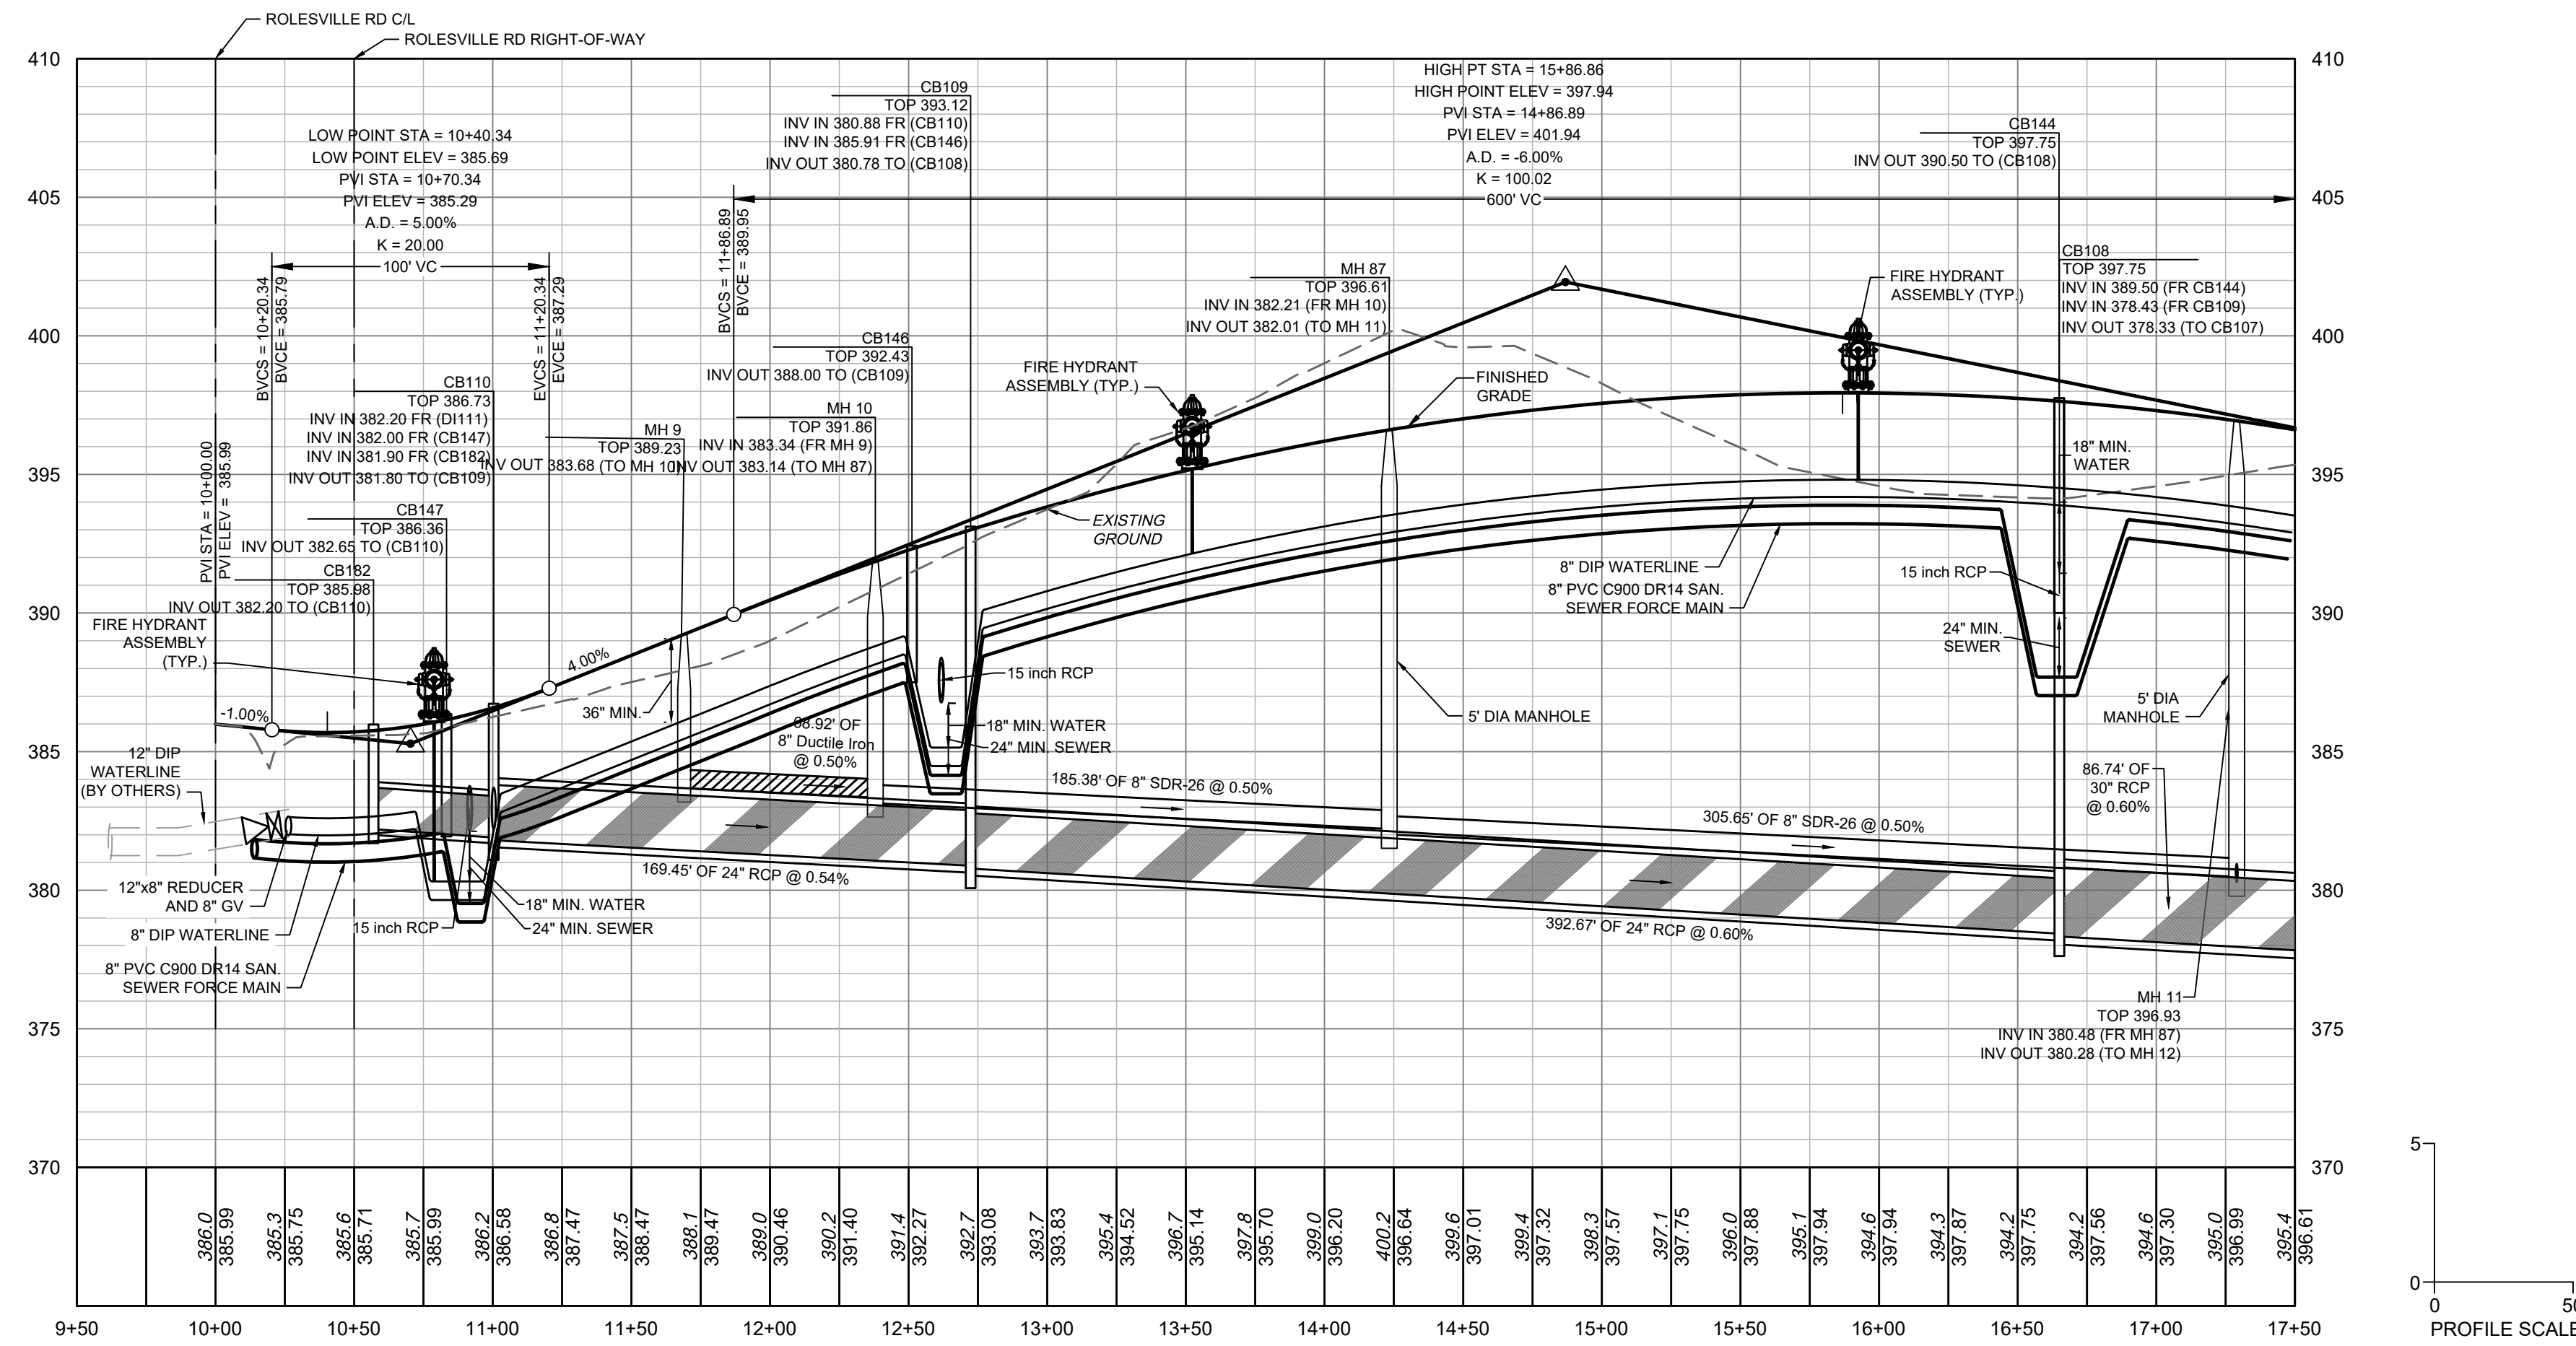 ROLESVILLE RD C/L
ROLESVILLE RD RIGHT-OF-WAY
410
405
400
395
390
385
380
375
370
410
405
400
395
390
385
380
375
370
LOW POINT STA = 10+40.34
LOW POINT ELEV = 385.69
PVI STA = 10+70.34
PVI ELEV = 385.29
A.D. = 5.00%
K = 20.00
100' VC
BVCS = 10+20.34
BVCE = 385.79
EVCS = 11+20.34
EVCE = 387.29
PVI STA = 10+00.00
PVI ELEV = 385.99
CB110
TOP 386.73
INV IN 382.20 FR (DI111)
INV IN 382.00 FR (CB147)
INV IN 381.90 FR (CB182)
INV OUT 381.80 TO (CB109)
CB147
TOP 386.36
INV OUT 382.65 TO (CB110)
CB182
TOP 385.98
INV OUT 382.20 TO (CB110)
FIRE HYDRANT
ASSEMBLY
(TYP.)
-1.00%
4.00%
12" DIP
WATERLINE
(BY OTHERS)
12"x8" REDUCER
AND 8" GV
8" DIP WATERLINE
8" PVC C900 DR14 SAN.
SEWER FORCE MAIN
15 inch RCP
18" MIN. WATER
24" MIN. SEWER
MH 9
TOP 389.23
INV OUT 383.68 (TO MH 10)
36" MIN.
BVCS = 11+86.89
BVCE = 389.95
MH 10
TOP 391.86
INV IN 383.34 (FR MH 9)
INV OUT 383.14 (TO MH 87)
CB146
TOP 392.43
INV OUT 388.00 TO (CB109)
CB109
TOP 393.12
INV IN 380.88 FR (CB110)
INV IN 385.91 FR (CB146)
INV OUT 380.78 TO (CB108)
68.92' OF
8" Ductile Iron
@ 0.50%
169.45' OF 24" RCP @ 0.54%
15 inch RCP
18" MIN. WATER
24" MIN. SEWER
185.38' OF 8" SDR-26 @ 0.50%
EXISTING
GROUND
FIRE HYDRANT
ASSEMBLY (TYP.)
MH 87
TOP 396.61
INV IN 382.21 (FR MH 10)
INV OUT 382.01 (TO MH 11)
HIGH PT STA = 15+86.86
HIGH POINT ELEV = 397.94
PVI STA = 14+86.89
PVI ELEV = 401.94
A.D. = -6.00%
K = 100.02
600' VC
FINISHED
GRADE
5' DIA MANHOLE
8" DIP WATERLINE
8" PVC C900 DR14 SAN.
SEWER FORCE MAIN
305.65' OF 8" SDR-26 @ 0.50%
392.67' OF 24" RCP @ 0.60%
FIRE HYDRANT
ASSEMBLY (TYP.)
CB144
TOP 397.75
INV OUT 390.50 TO (CB108)
CB108
TOP 397.75
INV IN 389.50 (FR CB144)
INV IN 378.43 (FR CB109)
INV OUT 378.33 (TO CB107)
18" MIN.
WATER
15 inch RCP
24" MIN.
SEWER
5' DIA
MANHOLE
86.74' OF
30" RCP
@ 0.60%
MH 11
TOP 396.93
INV IN 380.48 (FR MH 87)
INV OUT 380.28 (TO MH 12)
386.0 385.99
385.3 385.75
385.6 385.71
385.7 385.99
386.2 386.58
386.8 387.47
387.5 388.47
388.1 389.47
389.0 390.46
390.2 391.40
391.4 392.27
392.7 393.08
393.7 393.83
395.4 394.52
396.7 395.14
397.8 395.70
399.0 396.20
400.2 396.64
399.6 397.01
399.4 397.32
398.3 397.57
397.1 397.75
396.0 397.88
395.1 397.94
394.6 397.94
394.3 397.87
394.2 397.75
394.2 397.56
394.6 397.30
395.0 396.99
395.4 396.61
9+50 10+00 10+50 11+00 11+50 12+00 12+50 13+00 13+50 14+00 14+50 15+00 15+50 16+00 16+50 17+00 17+50
5
0
0 50
PROFILE SCALE